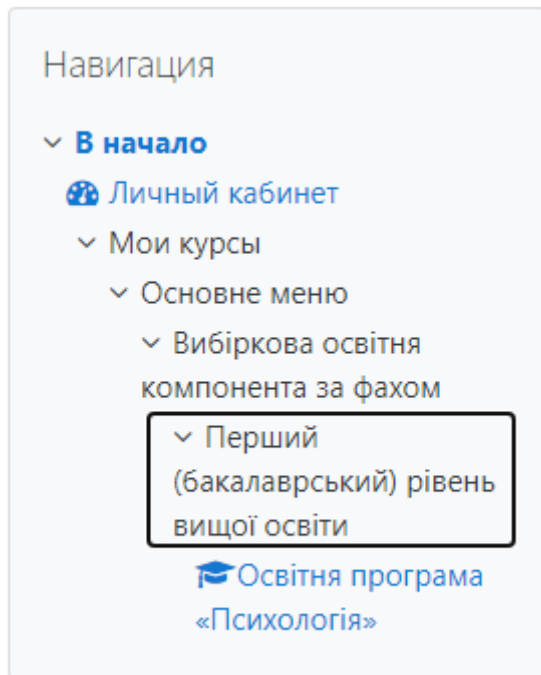 Навигация
В начало
Личный кабинет
Мои курсы
Основне меню
Вибіркова освітня
компонента за фахом
Перший
(бакалаврський) рівень
вищої освіти
Освітня програма
«Психологія»